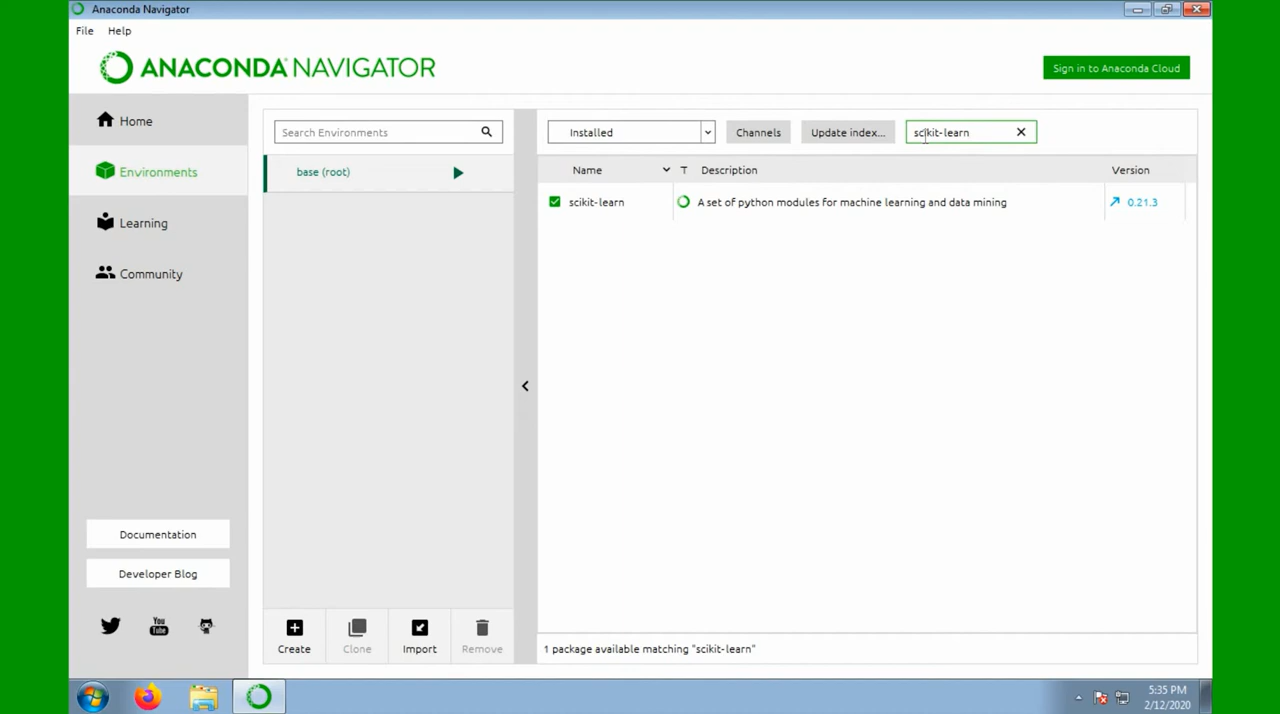 Anaconda Navigator
File Help
ANACONDA NAVIGATOR
Sign in to Anaconda Cloud
Home
Environments
Learning
Community
Documentation
Developer Blog
You
Tube
Search Environments
base (root)
Create Clone Import Remove
Installed Channels Update index... scikit-learn
Name T Description Version
scikit-learn A set of python modules for machine learning and data mining 0.21.3
1 package available matching "scikit-learn"
5:35 PM
2/12/2020